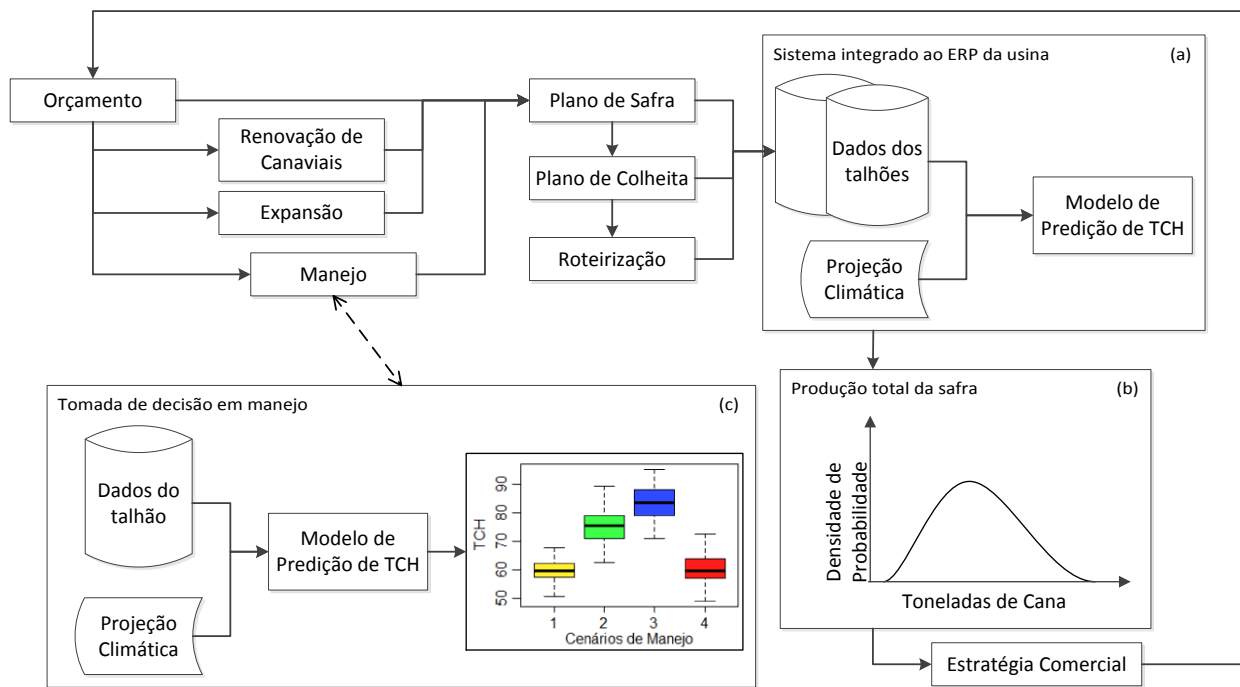 Orçamento
Renovação de
Canaviais
Expansão
Manejo
Plano de Safra
Plano de Colheita
Roteirização
Sistema integrado ao ERP da usina
(a)
Dados dos
talhões
Projeção
Climática
Modelo de
Predição de TCH
Tomada de decisão em manejo
(c)
Dados do
talhão
Projeção
Climática
Modelo de
Predição de TCH
TCH
90
80
70
60
50
1 2 3 4
Cenários de Manejo
Produção total da safra
(b)
Densidade de
Probabilidade
Toneladas de Cana
Estratégia Comercial